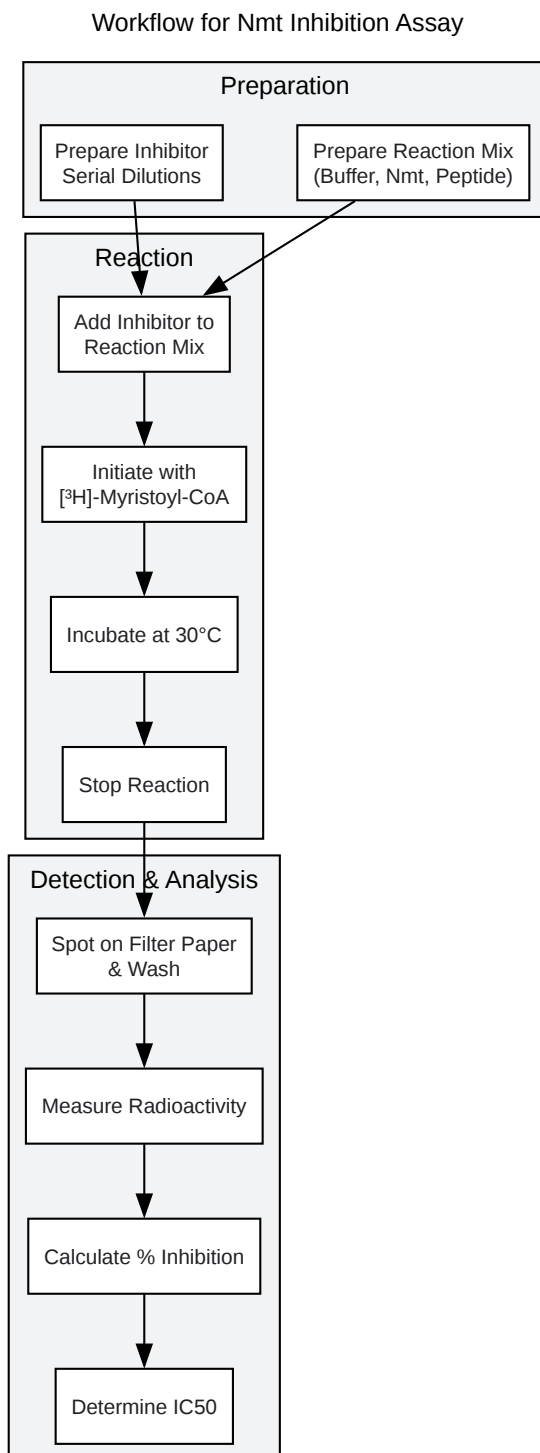 Workflow for Nmt Inhibition Assay
Preparation
Prepare Inhibitor
Serial Dilutions
Prepare Reaction Mix
(Buffer, Nmt, Peptide)
Reaction
Add Inhibitor to
Reaction Mix
Initiate with
[³H]-Myristoyl-CoA
Incubate at 30°C
Stop Reaction
Detection & Analysis
Spot on Filter Paper
& Wash
Measure Radioactivity
Calculate % Inhibition
Determine IC50